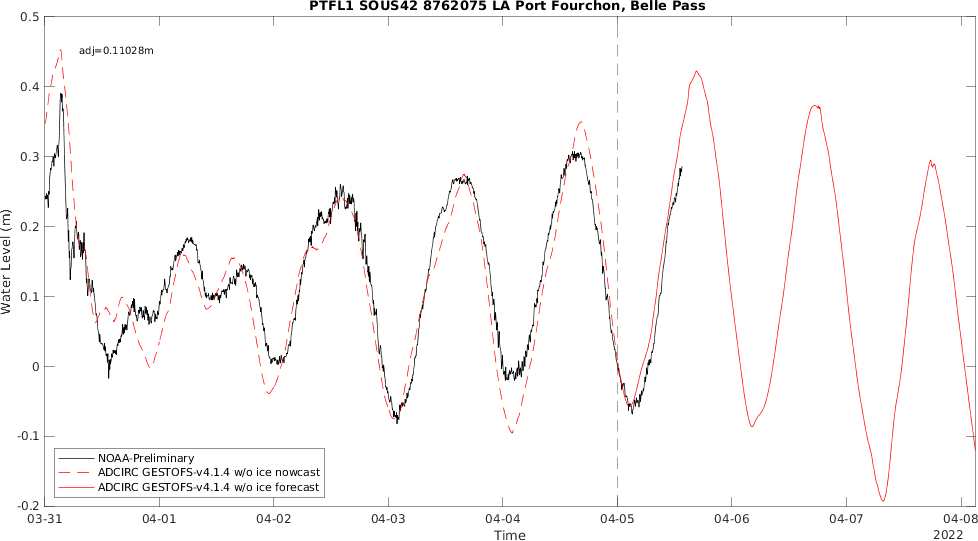 PTFL1 SOUS42 8762075 LA Port Fourchon, Belle Pass
adj=0.11028m
0.5
0.4
0.3
0.2
0.1
0
-0.1
-0.2
Water Level (m)
NOAA-Preliminary
ADCIRC GESTOFS-v4.1.4 w/o ice nowcast
ADCIRC GESTOFS-v4.1.4 w/o ice forecast
03-31 04-01 04-02 04-03 04-04 04-05 04-06 04-07 04-08
Time
2022